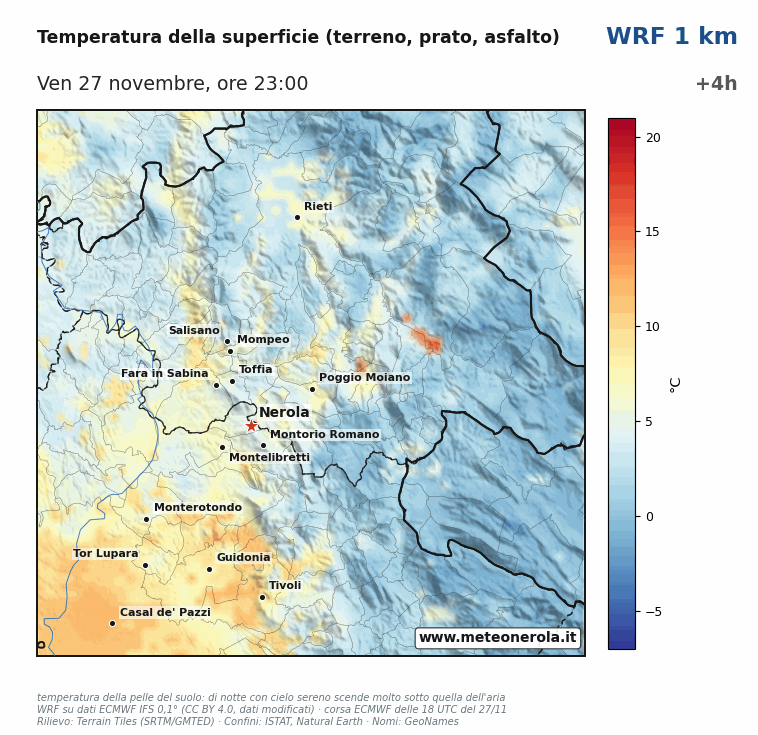 Temperatura della superficie (terreno, prato, asfalto)
WRF 1 km
Ven 27 novembre, ore 23:00
+4h
Rieti
Salisano
Mompeo
Fara in Sabina
Toffia
Poggio Moiano
Nerola
Montorio Romano
Montelibretti
Monterotondo
Tor Lupara
Guidonia
Tivoli
Casal de' Pazzi
www.meteonerola.it
20
15
10
5
0
−5
°C
temperatura della pelle del suolo: di notte con cielo sereno scende molto sotto quella dell'aria
WRF su dati ECMWF IFS 0,1° (CC BY 4.0, dati modificati) · corsa ECMWF delle 18 UTC del 27/11
Rilievo: Terrain Tiles (SRTM/GMTED) · Confini: ISTAT, Natural Earth · Nomi: GeoNames